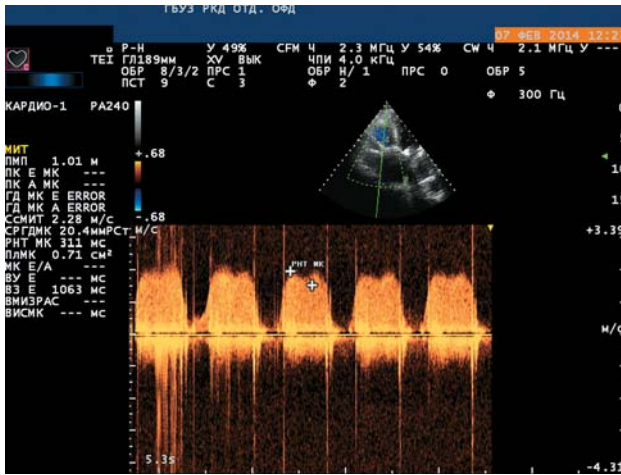 ГБУЗ РКД ОТД. ОФД
07 ФЕВ 2014 12:2
P-H У 49% CFM Ч 2.3 МГц У 54% CW Ч 2.1 МГц У ---
TEI ГЛ189мм XV ВЫК ЧПИ 4.0 кГц
ОБР 8/3/2 ПРС 1 ОБР Н/ 1 ПРС 0 ОБР 5
ПСТ 9 С 3 Ф 2
Ф 300 Гц
КАРДИО-1 PA240
+.68
-.68
м/с
МИТ
ПМП 1.01 м
ПК Е МК ---
ПК А МК ---
ГД МК Е ERROR
ГД МК А ERROR
СсМИТ 2.28 м/с
СРГДМК 20.4ммРСт
РНТ МК 311 мс
ПлМК 0.71 см²
МК Е/А ---
ВУ Е --- мс
ВЗ Е 1063 мс
ВМИЗРАС ---
ВИСМК --- мс
+3.39
РНТ МК
м/
5.3s
-4.31